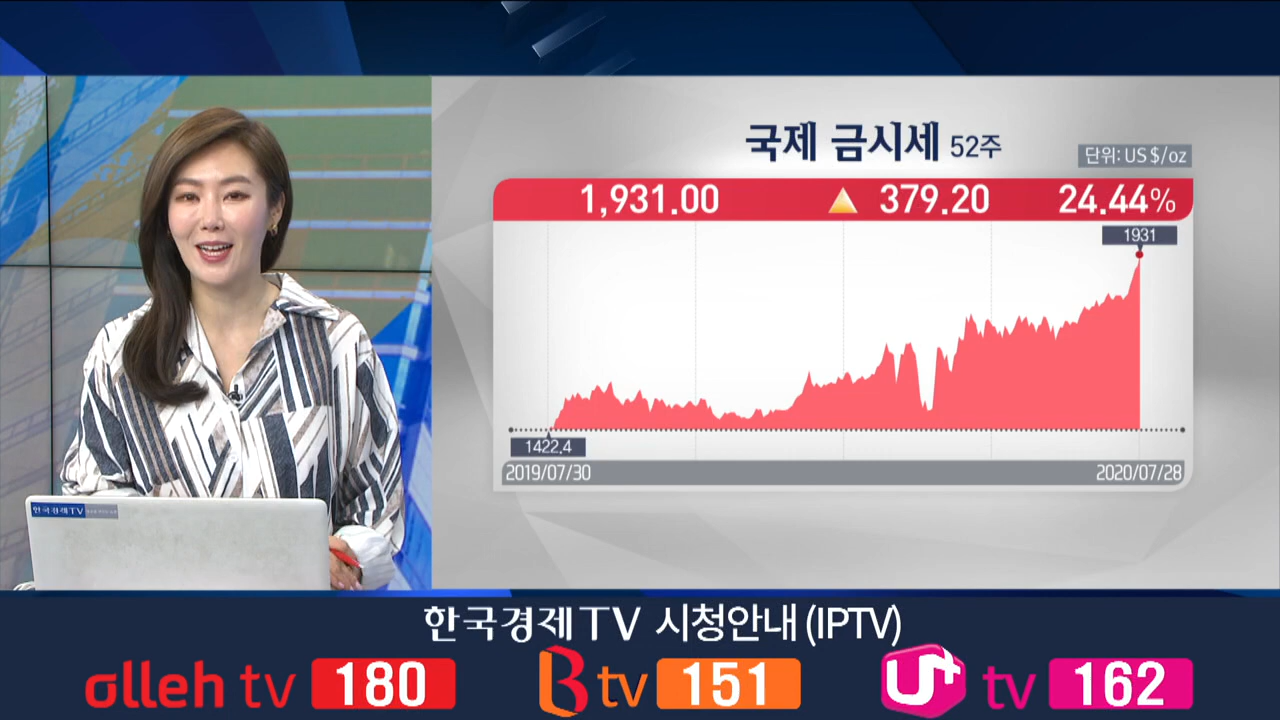 국제 금시세 52주
단위: US $/oz
1,931.00 ▲ 379.20 24.44%
1931
1422.4
2019/07/30 2020/07/28
한국경제TV
한국경제TV 시청안내 (IPTV)
olleh tv 180 B tv 151 U+ tv 162